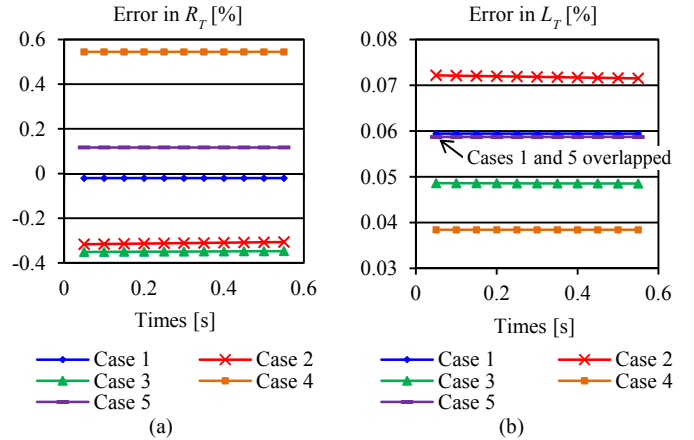 Error in R_T [%]
0.6
0.4
0.2
0
-0.2
-0.4
0
0.2
0.4
0.6
Times [s]
Case 1
Case 2
Case 3
Case 4
Case 5
(a)
Error in L_T [%]
0.08
0.07
0.06
0.05
0.04
0.03
Cases 1 and 5 overlapped
0
0.2
0.4
0.6
Times [s]
Case 1
Case 2
Case 3
Case 4
Case 5
(b)